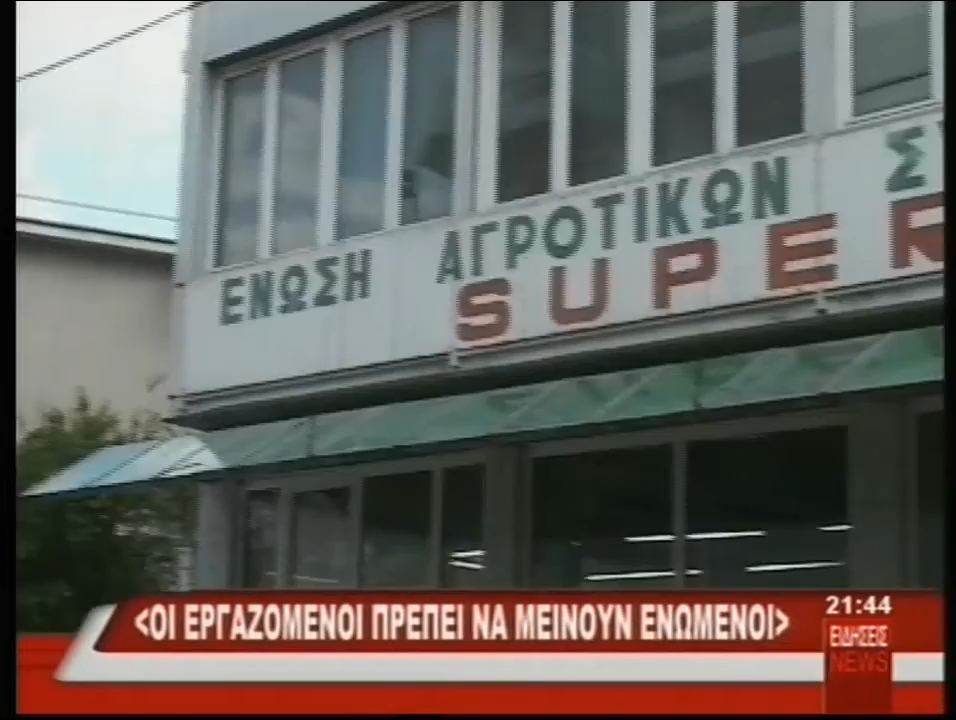 ΕΝΩΣΗ ΑΓΡΟΤΙΚΩΝ
SUPER
<ΟΙ ΕΡΓΑΖΟΜΕΝΟΙ ΠΡΕΠΕΙ ΝΑ ΜΕΙΝΟΥΝ ΕΝΩΜΕΝΟΙ>
21:44
ΕΙΔΗΣΕΙΣ
NEWS